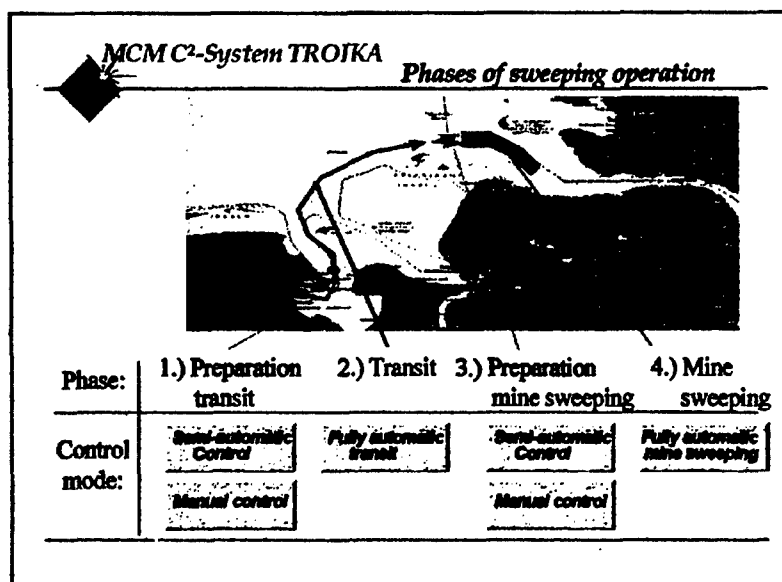 MCM C²-System TROIKA
Phases of sweeping operation
Phase:
1.) Preparation
transit
2.) Transit
3.) Preparation
mine sweeping
4.) Mine
sweeping
Control
mode:
Semi-automatic
Control
Fully automatic
transit
Semi-automatic
Control
Fully automatic
mine sweeping
Manual control
Manual control